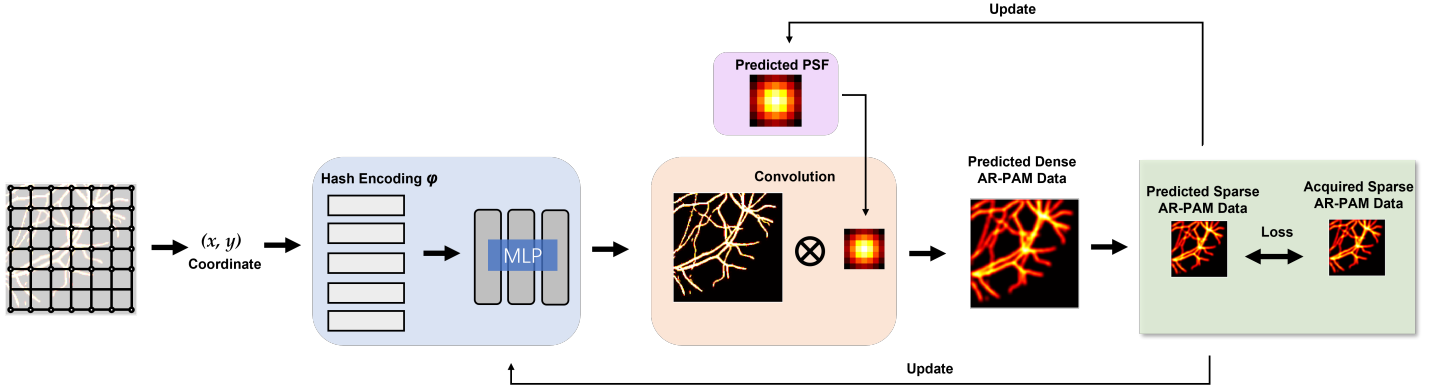 Update
Predicted PSF
(x, y)
Coordinate
Hash Encoding φ
MLP
Convolution
Predicted Dense
AR-PAM Data
Predicted Sparse
AR-PAM Data
Acquired Sparse
AR-PAM Data
Loss
Update